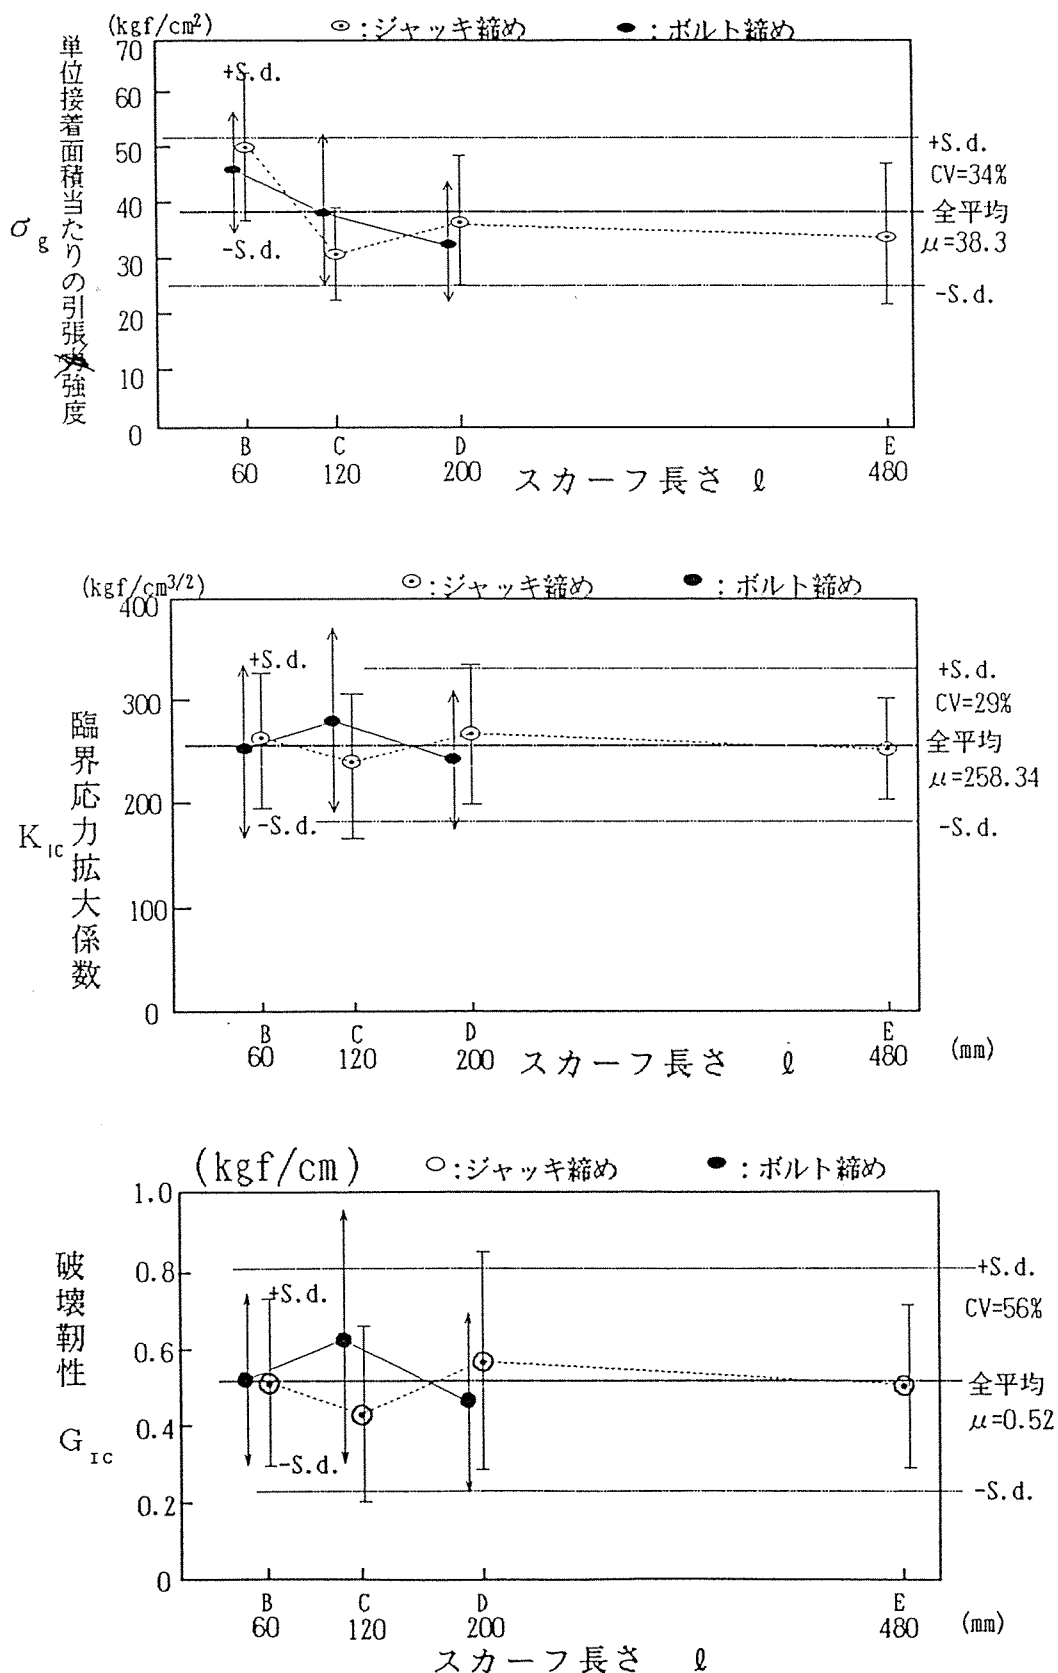 (kgf/cm²) ⊙:ジャッキ締め ●:ボルト締め
単位接着面積当たりの引張強度
σg
70
60
50
40
30
20
10
0
+S.d.
-S.d.
+S.d.
CV=34%
全平均
μ=38.3
-S.d.
B C D E
60 120 200 スカーフ長さ ℓ 480
(kgf/cm3/2) ⊙:ジャッキ締め ●:ボルト締め
臨界応力拡大係数
KIC
400
300
200
100
0
+S.d.
-S.d.
+S.d.
CV=29%
全平均
μ=258.34
-S.d.
B C D E
60 120 200 スカーフ長さ ℓ 480 (mm)
(kgf/cm) ○:ジャッキ締め ●:ボルト締め
破壊靭性
GIC
1.0
0.8
0.6
0.4
0.2
0
+S.d.
-S.d.
+S.d.
CV=56%
全平均
μ=0.52
-S.d.
B C D E
60 120 200 480 (mm)
スカーフ長さ ℓ